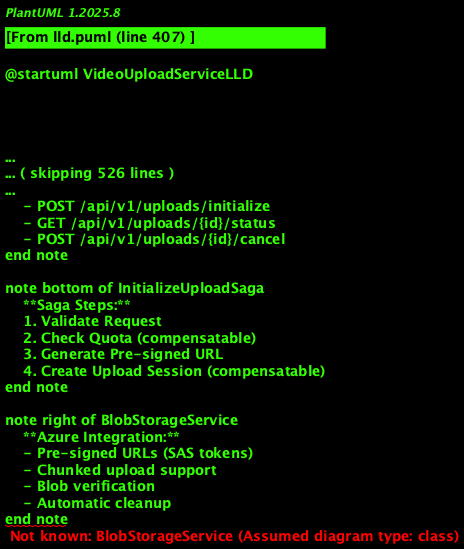 PlantUML 1.2025.8
[From lld.puml (line 407) ]
@startuml VideoUploadServiceLLD
...
... ( skipping 526 lines )
...
- POST /api/v1/uploads/initialize
- GET /api/v1/uploads/{id}/status
- POST /api/v1/uploads/{id}/cancel
end note
note bottom of InitializeUploadSaga
**Saga Steps:**
1. Validate Request
2. Check Quota (compensatable)
3. Generate Pre-signed URL
4. Create Upload Session (compensatable)
end note
note right of BlobStorageService
**Azure Integration:**
- Pre-signed URLs (SAS tokens)
- Chunked upload support
- Blob verification
- Automatic cleanup
end note
Not known: BlobStorageService (Assumed diagram type: class)